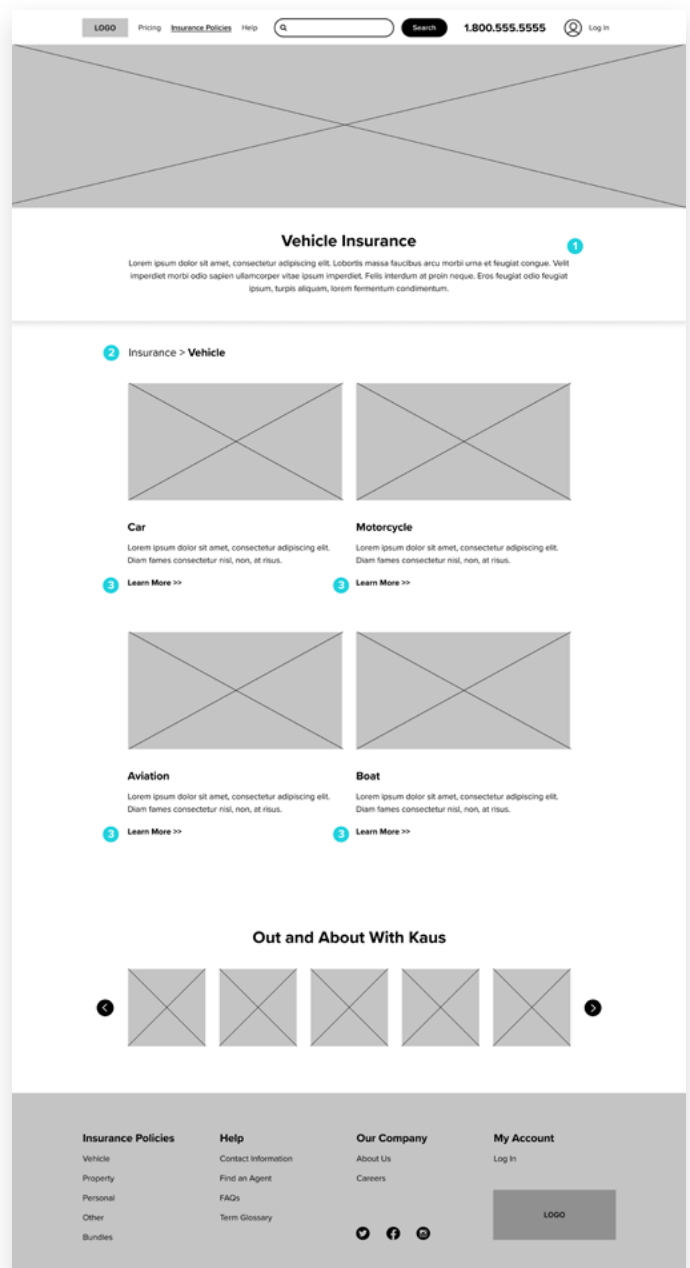 LOGO Pricing Insurance Policies Help Search 1.800.555.5555 Log In
Vehicle Insurance
1
Lorem ipsum dolor sit amet, consectetur adipiscing elit. Lobortis massa faucibus arcu morbi urna et feugiat congue. Velit
imperdiet morbi odio sapien ullamcorper vitae ipsum imperdiet. Felis interdum at proin neque. Eros feugiat odio feugiat
ipsum, turpis aliquam, lorem fermentum condimentum.
2 Insurance > Vehicle
Car
Lorem ipsum dolor sit amet, consectetur adipiscing elit.
Diam fames consectetur nisl, non, at risus.
3 Learn More >>
Motorcycle
Lorem ipsum dolor sit amet, consectetur adipiscing elit.
Diam fames consectetur nisl, non, at risus.
3 Learn More >>
Aviation
Lorem ipsum dolor sit amet, consectetur adipiscing elit.
Diam fames consectetur nisl, non, at risus.
3 Learn More >>
Boat
Lorem ipsum dolor sit amet, consectetur adipiscing elit.
Diam fames consectetur nisl, non, at risus.
3 Learn More >>
Out and About With Kaus
Insurance Policies
Vehicle
Property
Personal
Other
Bundles
Help
Contact Information
Find an Agent
FAQs
Term Glossary
Our Company
About Us
Careers
My Account
Log In
LOGO